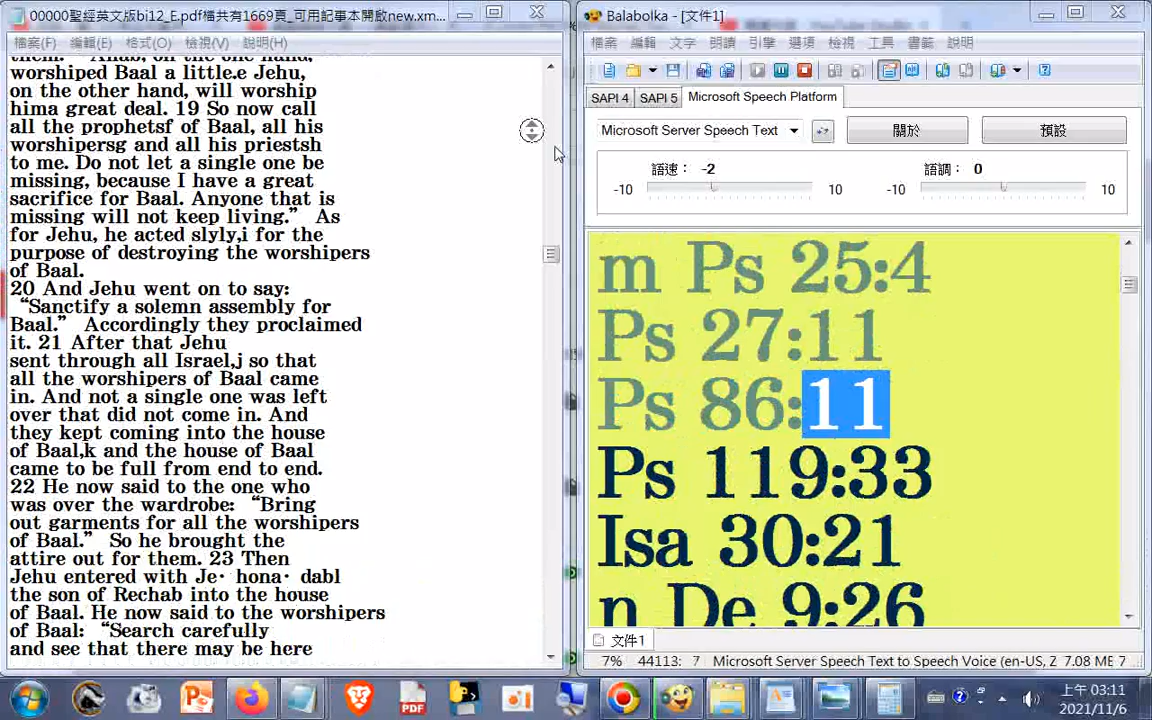 00000聖經英文版bi12_E.pdf檔共有1669頁_可用記事本開啟new.xm...
檔案(F) 編輯(E) 格式(O) 檢視(V) 說明(H)
them." "Ahab, on the one hand,
worshiped Baal a little.e Jehu,
on the other hand, will worship
hima great deal. 19 So now call
all the prophetsf of Baal, all his
worshipersg and all his priestsh
to me. Do not let a single one be
missing, because I have a great
sacrifice for Baal. Anyone that is
missing will not keep living.” As
for Jehu, he acted slyly,i for the
purpose of destroying the worshipers
of Baal.
20 And Jehu went on to say:
“Sanctify a solemn assembly for
Baal.” Accordingly they proclaimed
it. 21 After that Jehu
sent through all Israel,j so that
all the worshipers of Baal came
in. And not a single one was left
over that did not come in. And
they kept coming into the house
of Baal,k and the house of Baal
came to be full from end to end.
22 He now said to the one who
was over the wardrobe: “Bring
out garments for all the worshipers
of Baal.” So he brought the
attire out for them. 23 Then
Jehu entered with Je· hona· dabl
the son of Rechab into the house
of Baal. He now said to the worshipers
of Baal: “Search carefully
and see that there may be here
Balabolka - [文件1]
檔案 編輯 文字 朗讀 引擎 選項 檢視 工具 書籤 說明
SAPI 4 SAPI 5 Microsoft Speech Platform
Microsoft Server Speech Text 關於 預設
語速: -2 語調: 0
-10 10 -10 10
m Ps 25:4
Ps 27:11
Ps 86:11
Ps 119:33
Isa 30:21
n De 9:26
文件1
7% 44113: 7 Microsoft Server Speech Text to Speech Voice (en-US, Z 7.08 ME 7
上午 03:11
2021/11/6